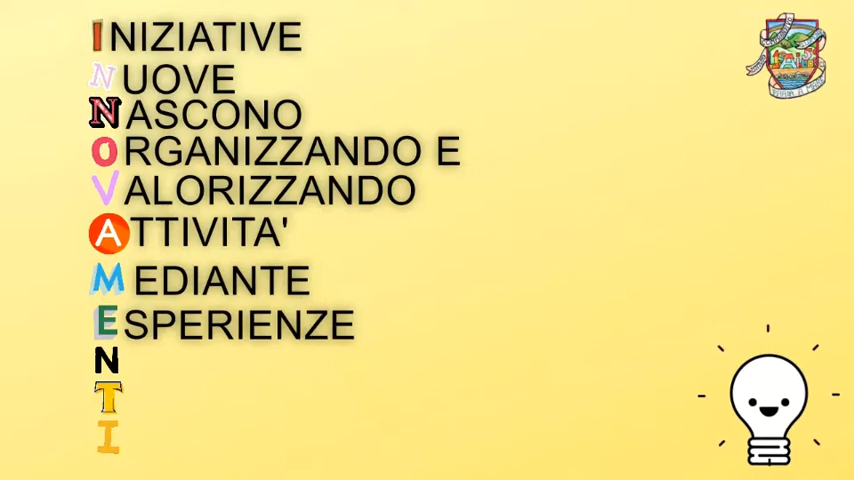 INIZIATIVE
NUOVE
NASCONO
ORGANIZZANDO E
VALORIZZANDO
ATTIVITA'
MEDIANTE
ESPERIENZE
N
T
I